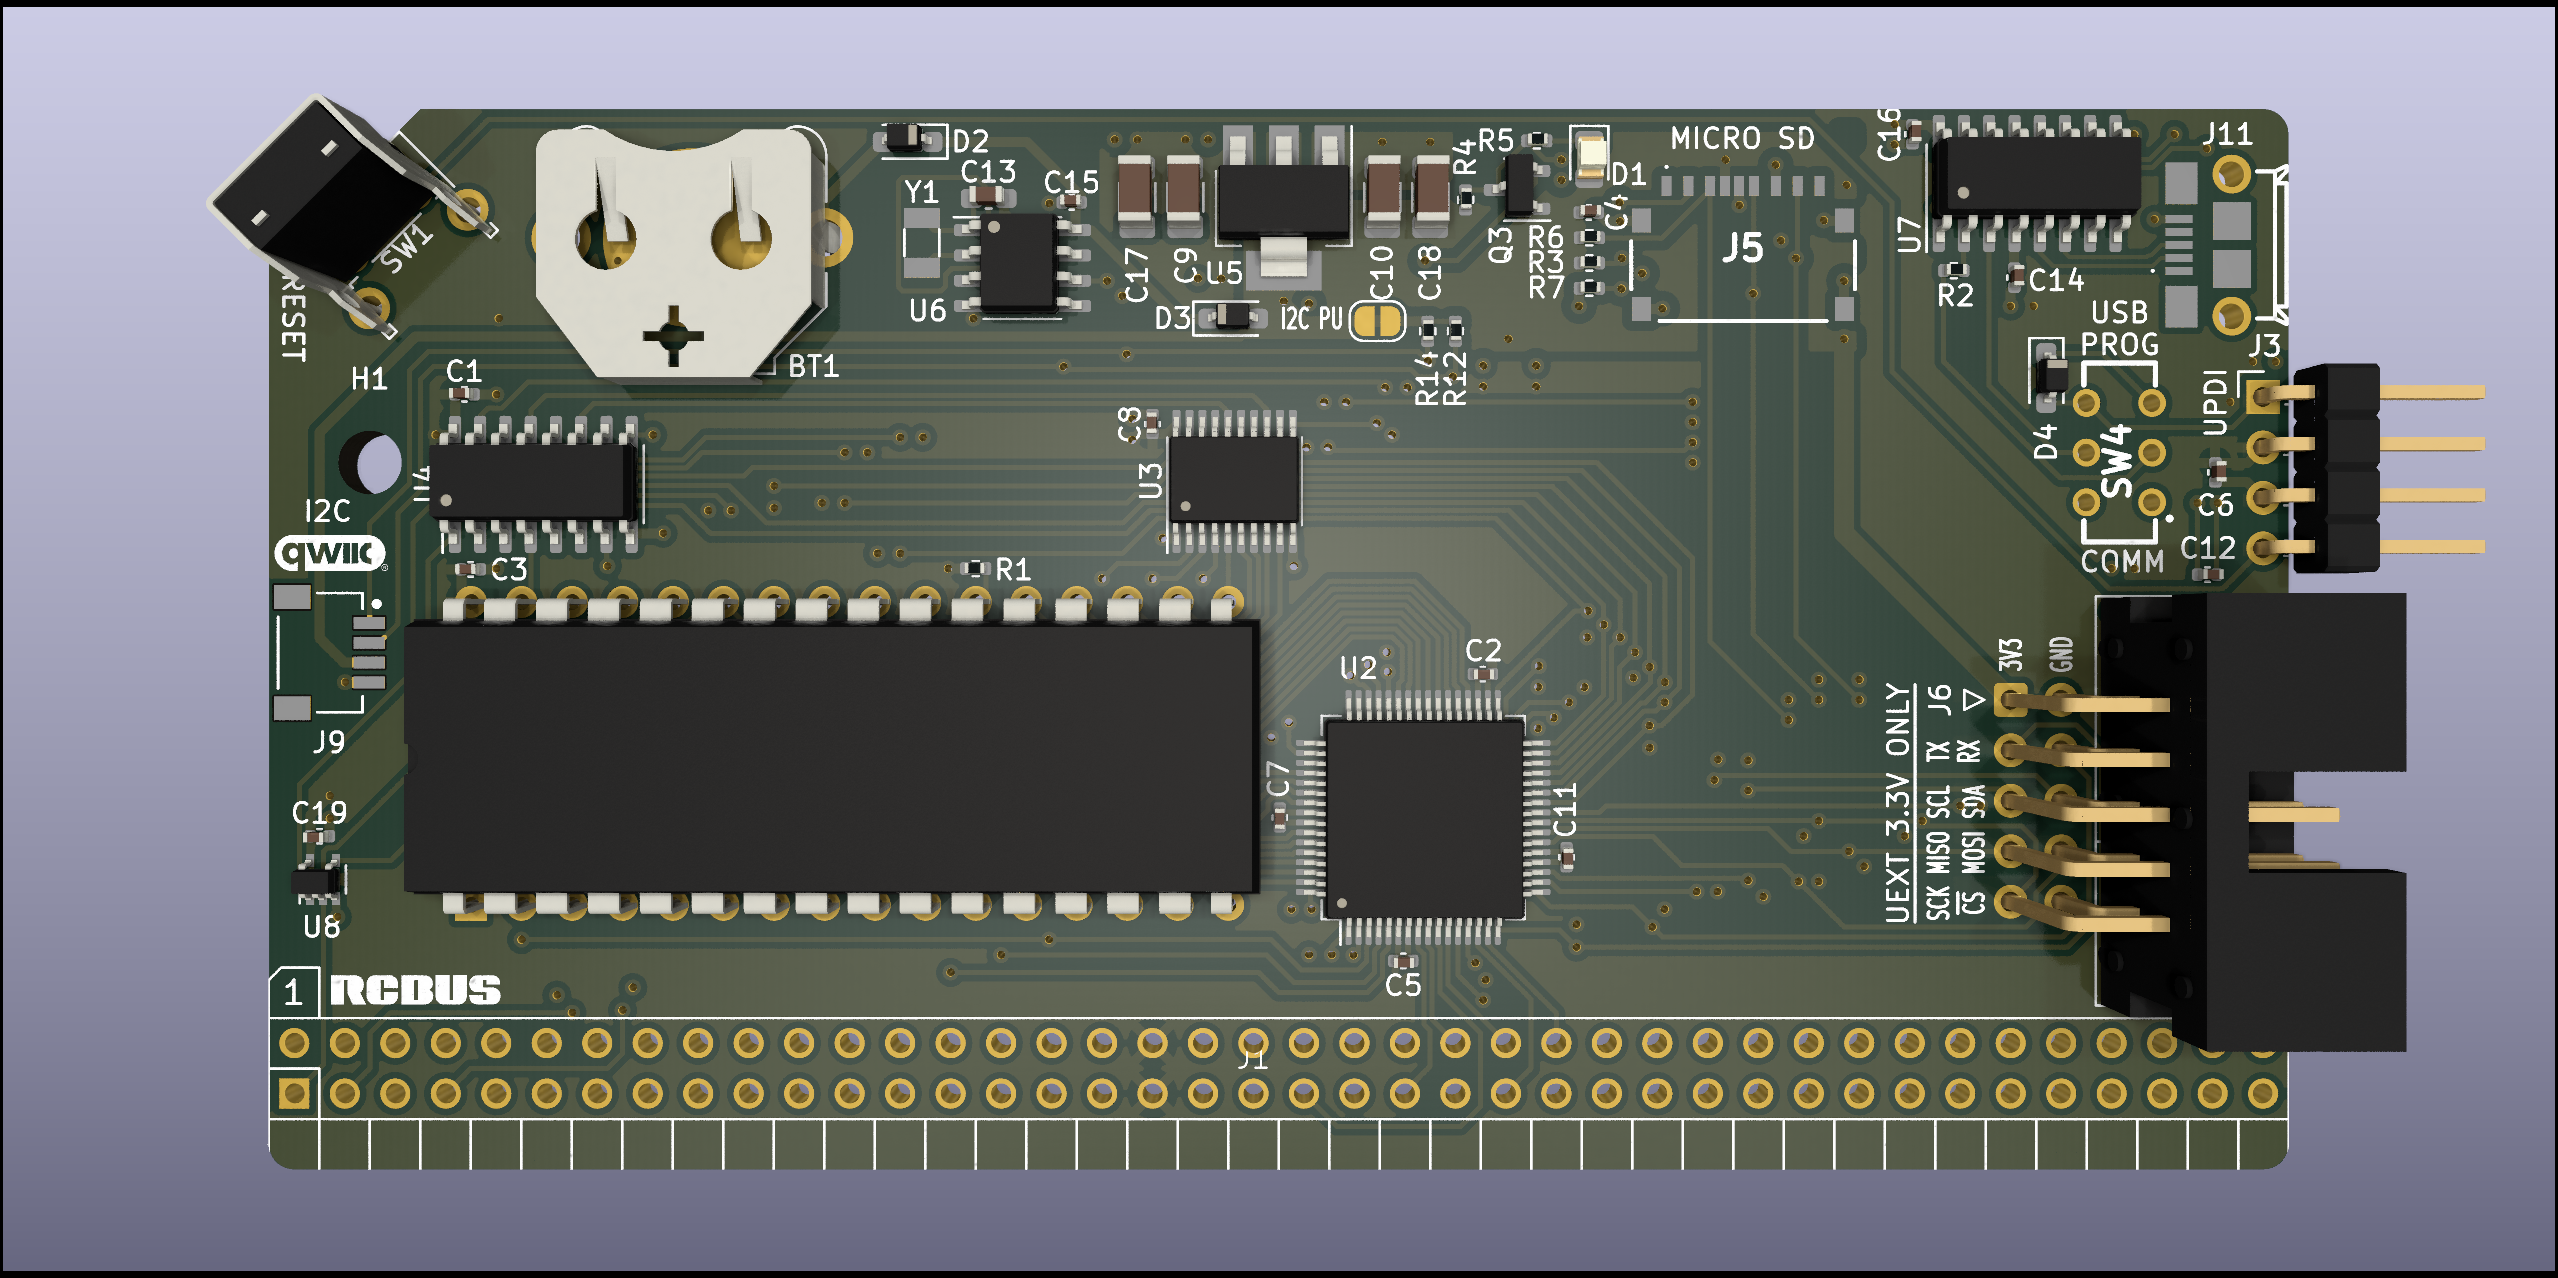 MICRO SD
J11
C16
R5
D2
R4
C13
C15
D1
Y1
C4
J5
SW1
U7
Q3
R6
R3
R7
C17
C9
U5
C10
C18
R2
C14
U6
D3
I2C PU
USB
PROG
RESET
BT1
R14
R12
J3
H1
C1
UPDI
C8
D4
SW4
U4
U3
C6
I2C
QWIIC®
C12
COMM
C3
R1
U2
C2
3V3
GND
UEXT 3.3V ONLY
J6
TX
RX
SCL
SDA
MISO
MOSI
SCK
CS
J9
C7
C11
C19
U8
C5
1
RCBUS
J1